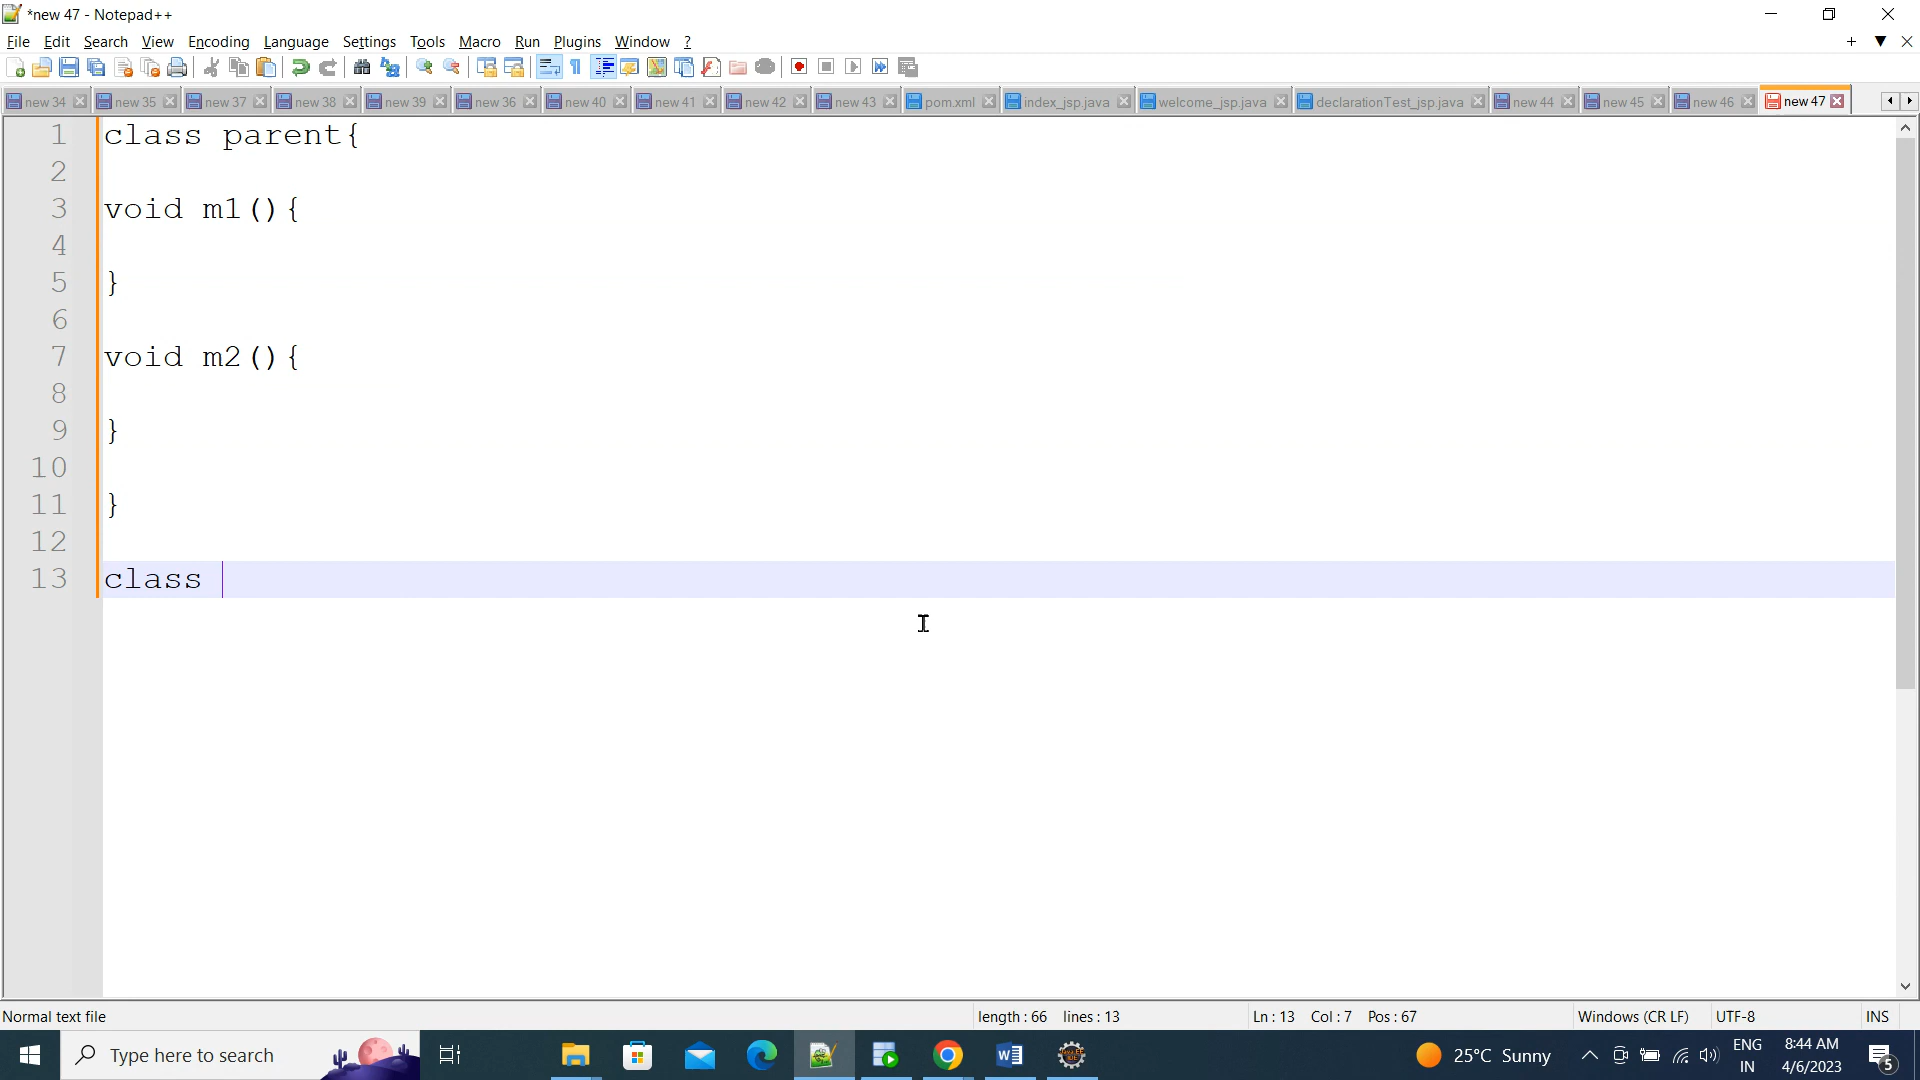 *new 47 - Notepad++
File Edit Search View Encoding Language Settings Tools Macro Run Plugins Window ?
new 34 new 35 new 37 new 38 new 39 new 36 new 40 new 41 new 42 new 43 pom.xml index_jsp.java welcome_jsp.java declarationTest_jsp.java new 44 new 45 new 46 new 47
1 class parent{
2
3 void m1(){
4
5 }
6
7 void m2(){
8
9 }
10
11 }
12
13 class
Normal text file length : 66 lines : 13 Ln : 13 Col : 7 Pos : 67 Windows (CR LF) UTF-8 INS
Type here to search 25°C Sunny ENG IN 8:44 AM 4/6/2023 5